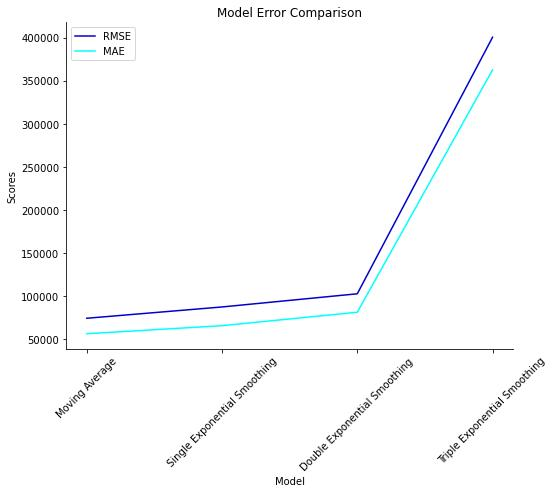 Model Error Comparison
RMSE
MAE
400000
350000
300000
250000
200000
150000
100000
50000
Scores
Moving Average
Single Exponential Smoothing
Double Exponential Smoothing
Triple Exponential Smoothing
Model